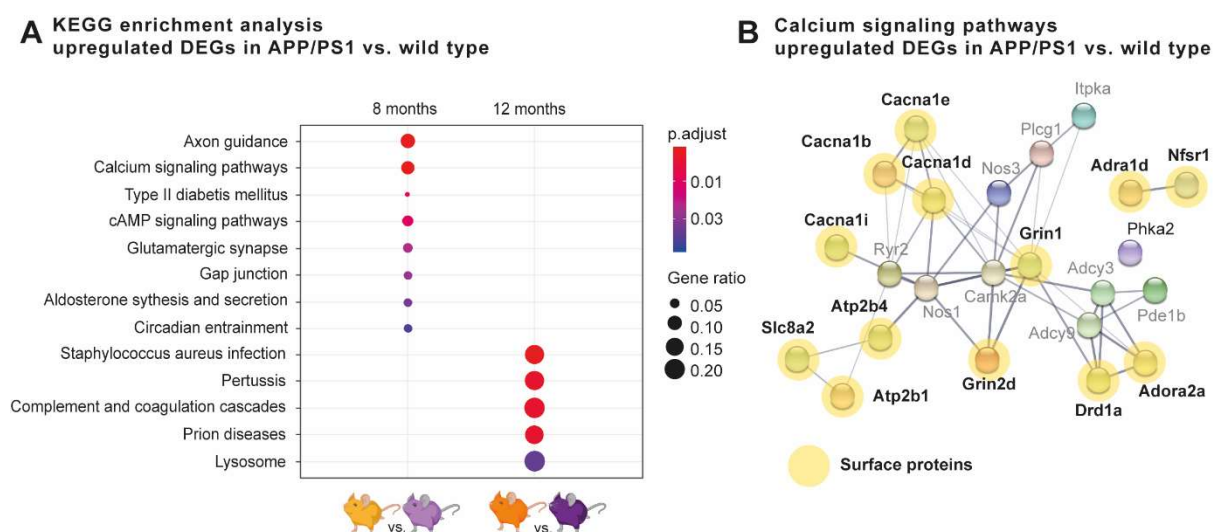 A KEGG enrichment analysis
upregulated DEGs in APP/PS1 vs. wild type
8 months
12 months
Axon guidance
Calcium signaling pathways
Type II diabetis mellitus
cAMP signaling pathways
Glutamatergic synapse
Gap junction
Aldosterone sythesis and secretion
Circadian entrainment
Staphylococcus aureus infection
Pertussis
Complement and coagulation cascades
Prion diseases
Lysosome
vs.
vs.
p.adjust
0.01
0.03
Gene ratio
0.05
0.10
0.15
0.20
B Calcium signaling pathways
upregulated DEGs in APP/PS1 vs. wild type
Itpka
Cacna1e
Plcg1
Cacna1b
Cacna1d
Nos3
Adra1d
Nfsr1
Cacna1i
Ryr2
Grin1
Phka2
Adcy3
Atp2b4
Nos1
Camk2a
Pde1b
Slc8a2
Adcy9
Atp2b1
Grin2d
Drd1a
Adora2a
Surface proteins